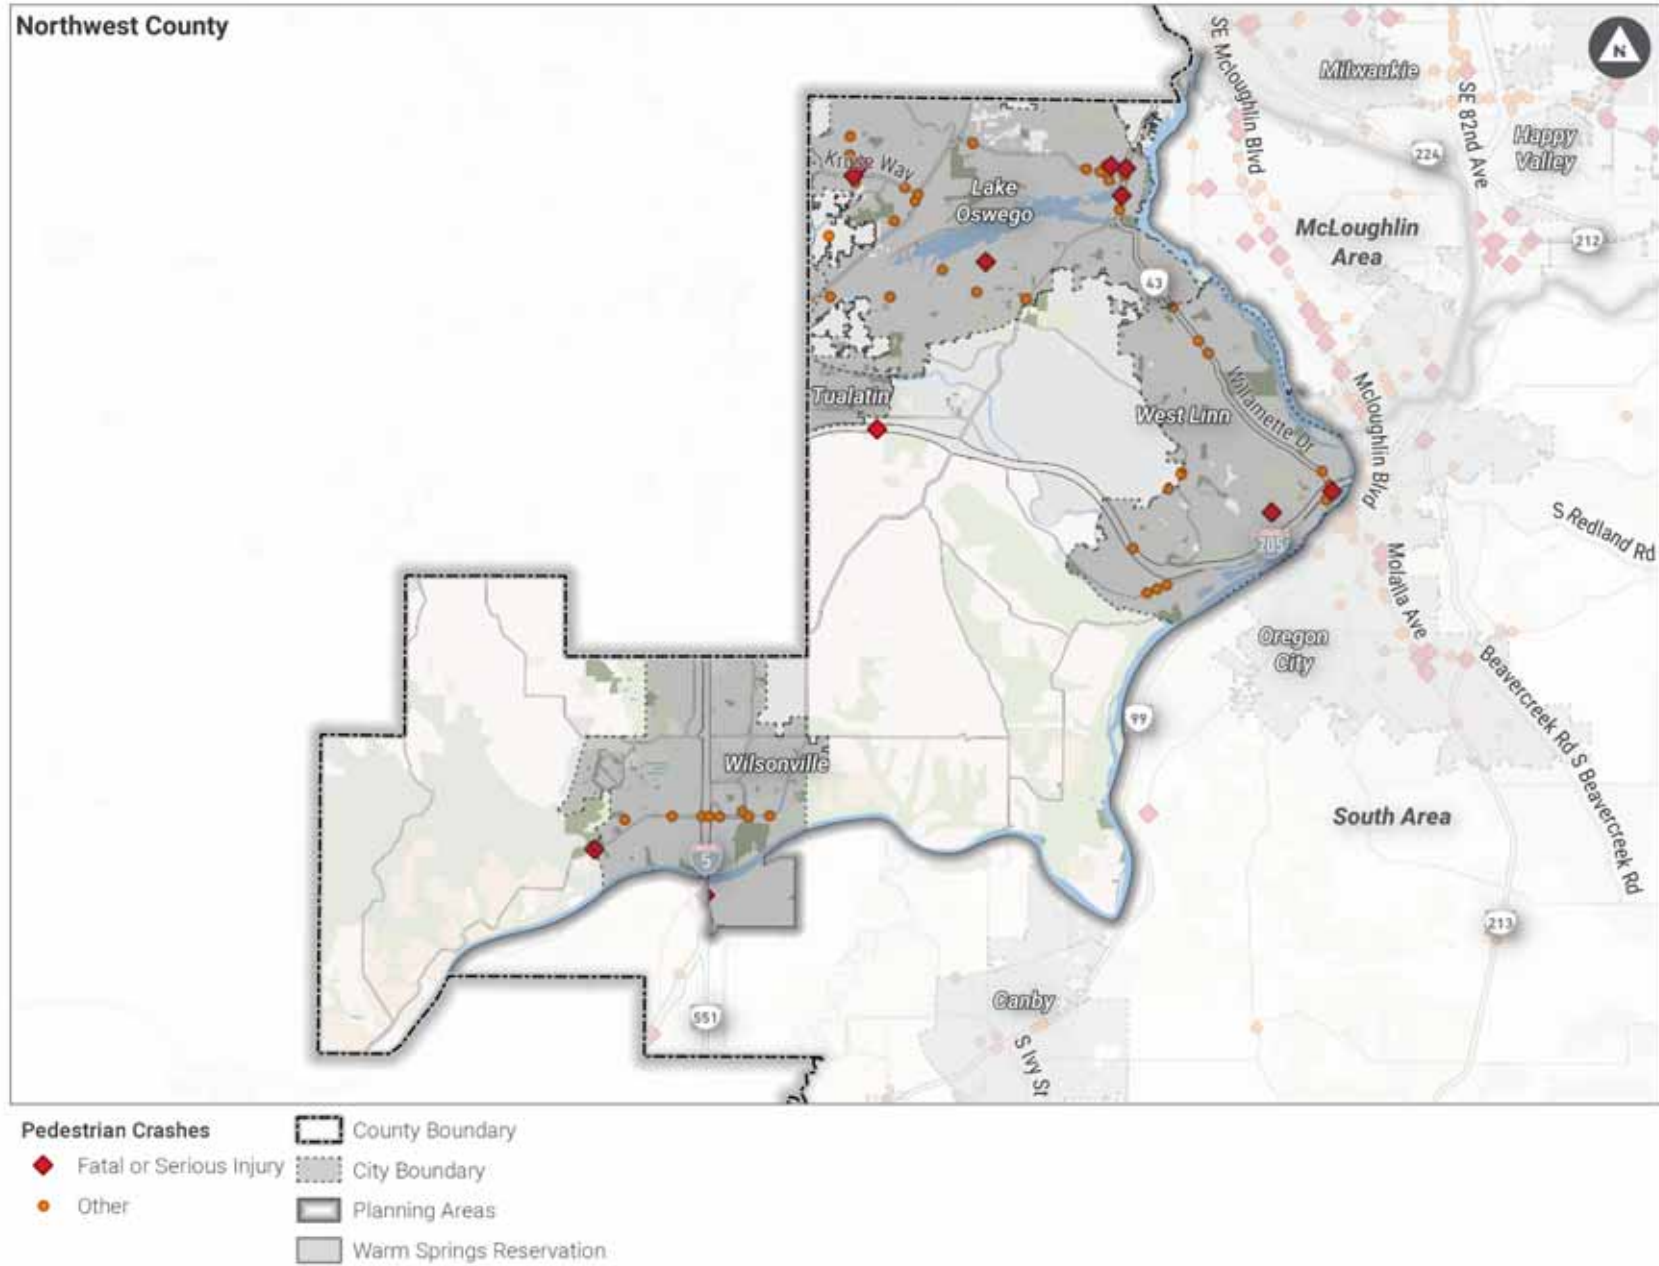 Northwest County
N
SE Mcloughlin Blvd
Milwaukie
SE 82nd Ave
Happy
Valley
224
Kruse Way
Lake
Oswego
McLoughlin
Area
212
43
Tualatin
West Linn
Willamette Dr
Mcloughlin Blvd
S Redland Rd
205
Molalla Ave
Oregon
City
Beavercreek Rd S Beavercreek Rd
99
Wilsonville
South Area
5
213
Canby
551
S Ivy St
Pedestrian Crashes
Fatal or Serious Injury
Other
County Boundary
City Boundary
Planning Areas
Warm Springs Reservation